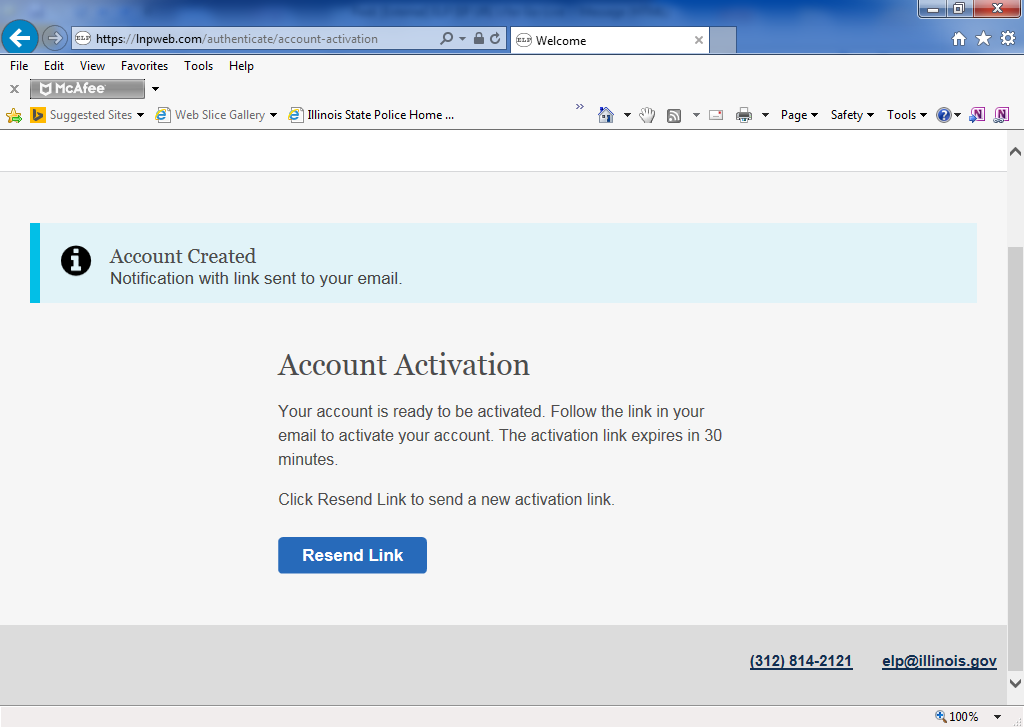 https://lnpweb.com/authenticate/account-activation
ELP Welcome
File Edit View Favorites Tools Help
McAfee
Suggested Sites Web Slice Gallery Illinois State Police Home ... » Page Safety Tools
Account Created
Notification with link sent to your email.
Account Activation
Your account is ready to be activated. Follow the link in your
email to activate your account. The activation link expires in 30
minutes.
Click Resend Link to send a new activation link.
Resend Link
(312) 814-2121 elp@illinois.gov
100%